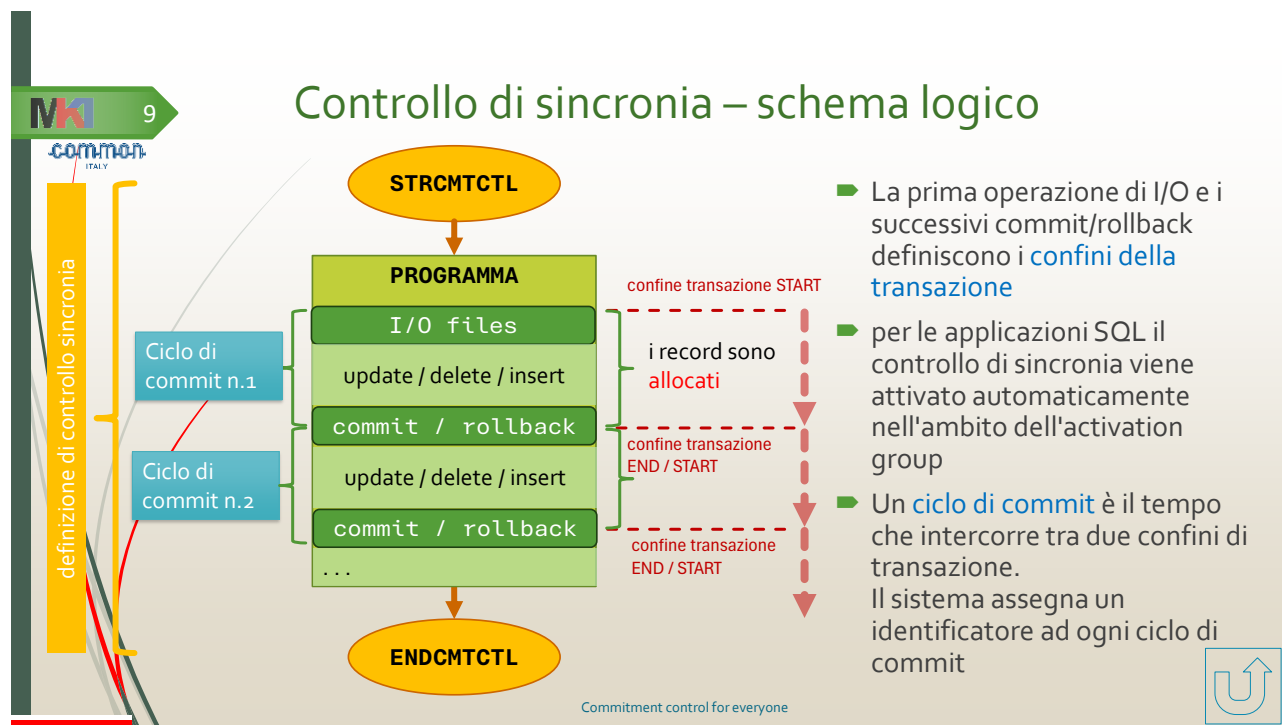 Controllo di sincronia – schema logico
MKI
9
common
ITALY
definizione di controllo sincronia
STRCMTCTL
PROGRAMMA
I/O files
update / delete / insert
commit / rollback
update / delete / insert
commit / rollback
...
ENDCMTCTL
Ciclo di
commit n.1
Ciclo di
commit n.2
confine transazione START
i record sono
allocati
confine transazione
END / START
confine transazione
END / START
La prima operazione di I/O e i
successivi commit/rollback
definiscono i confini della
transazione
per le applicazioni SQL il
controllo di sincronia viene
attivato automaticamente
nell'ambito dell'activation
group
Un ciclo di commit è il tempo
che intercorre tra due confini di
transazione.
Il sistema assegna un
identificatore ad ogni ciclo di
commit
Commitment control for everyone